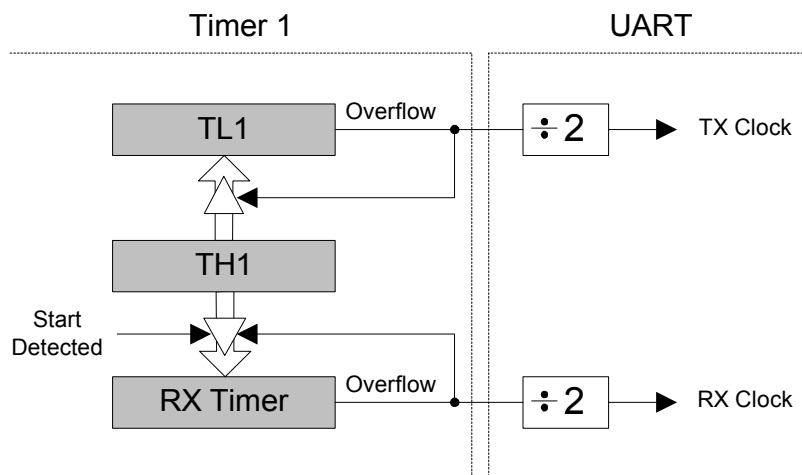 Timer 1
UART
TL1
Overflow
÷ 2
TX Clock
TH1
Start
Detected
RX Timer
Overflow
÷ 2
RX Clock